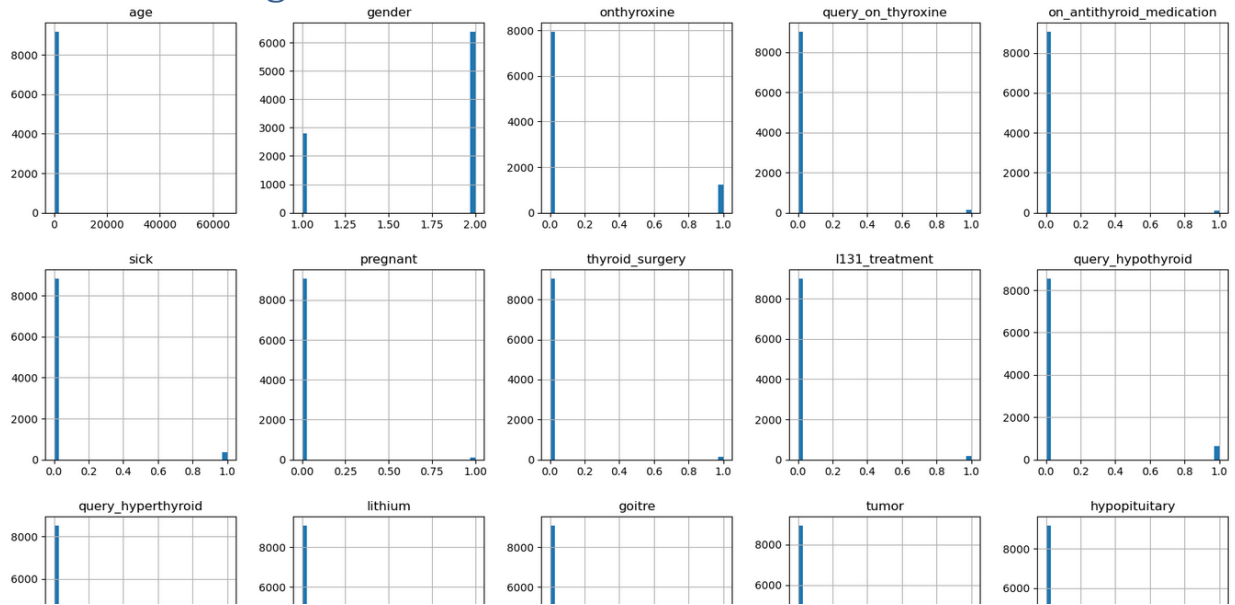 age gender onthyroxine query_on_thyroxine on_antithyroid_medication
8000 6000 8000 8000 8000
5000
6000 6000 6000 6000
4000
4000 3000 4000 4000 4000
2000
2000 2000 2000 2000
1000
0 0 0 0 0
0 20000 40000 60000 1.00 1.25 1.50 1.75 2.00 0.0 0.2 0.4 0.6 0.8 1.0 0.0 0.2 0.4 0.6 0.8 1.0 0.0 0.2 0.4 0.6 0.8 1.0
sick pregnant thyroid_surgery I131_treatment query_hypothyroid
8000 8000 8000 8000 8000
6000 6000 6000 6000 6000
4000 4000 4000 4000 4000
2000 2000 2000 2000 2000
0 0 0 0 0
0.0 0.2 0.4 0.6 0.8 1.0 0.00 0.25 0.50 0.75 1.00 0.0 0.2 0.4 0.6 0.8 1.0 0.0 0.2 0.4 0.6 0.8 1.0 0.0 0.2 0.4 0.6 0.8 1.0
query_hyperthyroid lithium goitre tumor hypopituitary
8000 8000 8000 8000 8000
6000 6000 6000 6000 6000